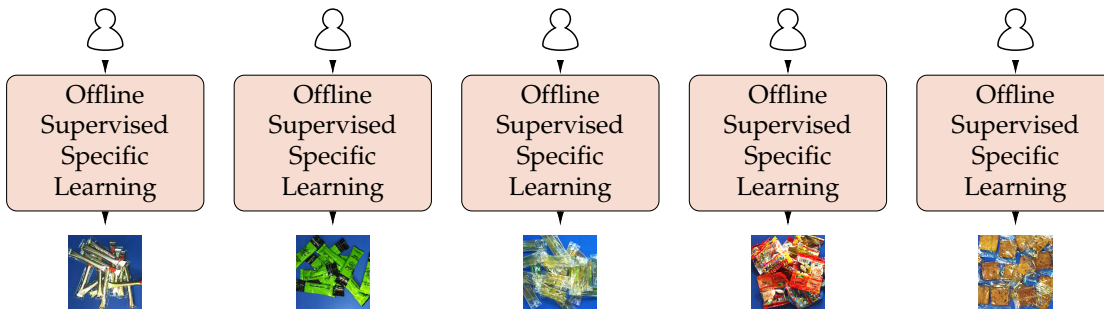 Offline
Supervised
Specific
Learning
Offline
Supervised
Specific
Learning
Offline
Supervised
Specific
Learning
Offline
Supervised
Specific
Learning
Offline
Supervised
Specific
Learning